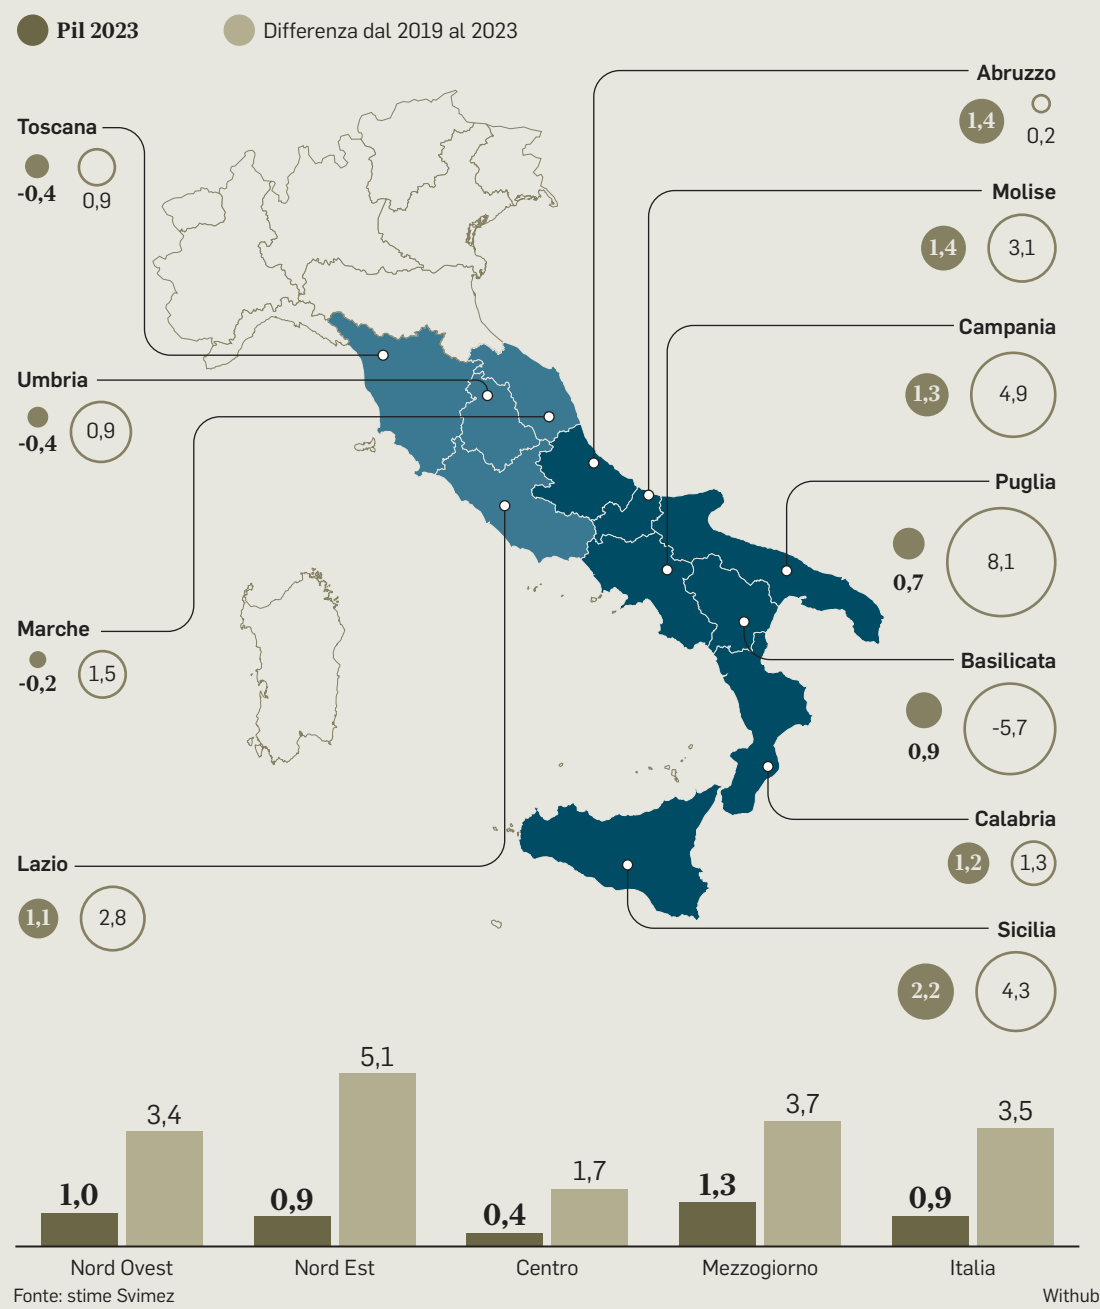 Pil 2023
Differenza dal 2019 al 2023
Toscana
-0,4
0,9
Umbria
-0,4
0,9
Marche
-0,2
1,5
Lazio
1,1
2,8
Abruzzo
1,4
0,2
Molise
1,4
3,1
Campania
1,3
4,9
Puglia
0,7
8,1
Basilicata
0,9
-5,7
Calabria
1,2
1,3
Sicilia
2,2
4,3
1,0
3,4
0,9
5,1
0,4
1,7
1,3
3,7
0,9
3,5
Nord Ovest
Nord Est
Centro
Mezzogiorno
Italia
Fonte: stime Svimez
Withub